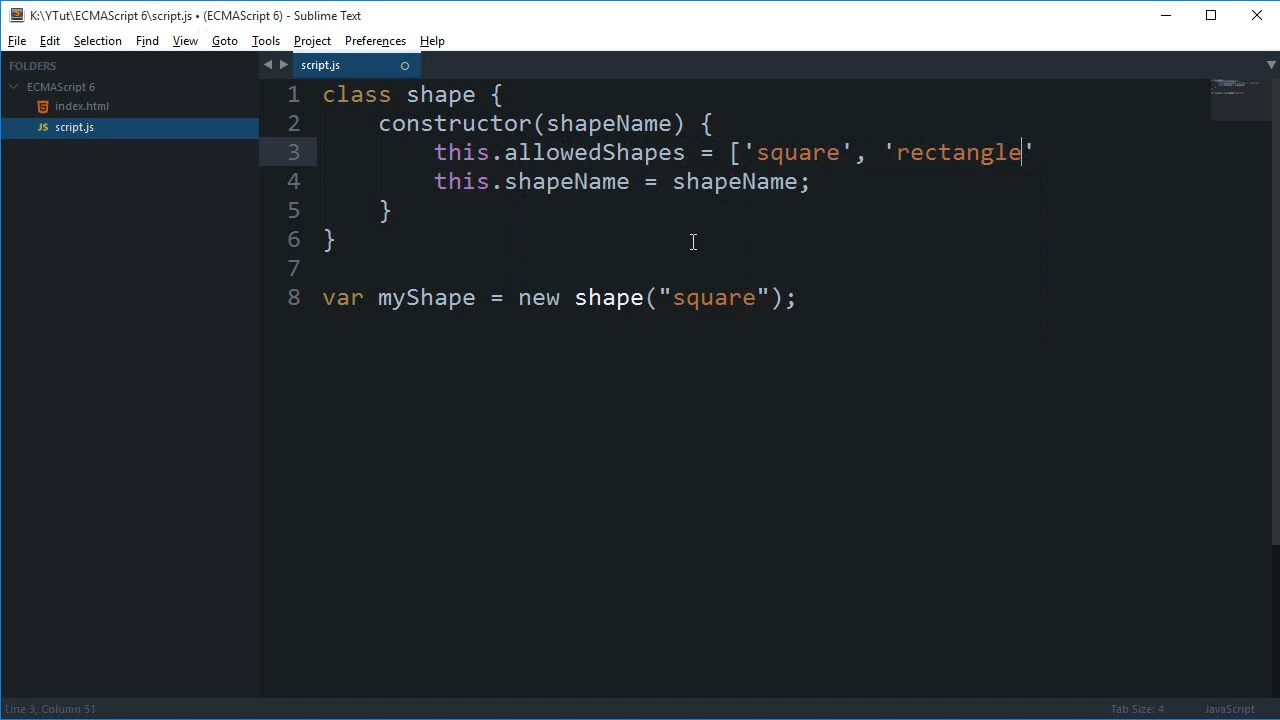 K:\YTut\ECMAScript 6\script.js • (ECMAScript 6) - Sublime Text
File Edit Selection Find View Goto Tools Project Preferences Help
FOLDERS
ECMAScript 6
index.html
JS script.js
script.js
1 class shape {
2 constructor(shapeName) {
3 this.allowedShapes = ['square', 'rectangle'
4 this.shapeName = shapeName;
5 }
6 }
7
8 var myShape = new shape("square");
Line 3, Column 51
Tab Size: 4
JavaScript